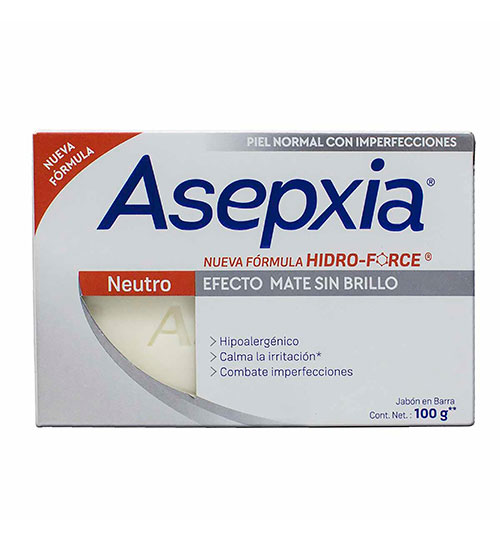 NUEVA
FÓRMULA
PIEL NORMAL CON IMPERFECCIONES
Asepxia®
NUEVA FÓRMULA HIDRO-FORCE®
Neutro
EFECTO MATE SIN BRILLO
> Hipoalergénico
> Calma la irritación*
> Combate imperfecciones
Jabón en Barra
Cont. Net.: 100 g**